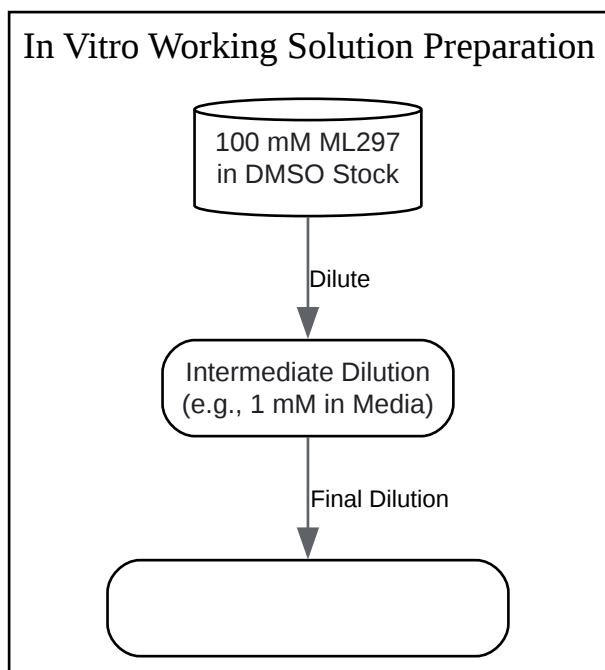 In Vitro Working Solution Preparation
100 mM ML297
in DMSO Stock
Dilute
Intermediate Dilution
(e.g., 1 mM in Media)
Final Dilution